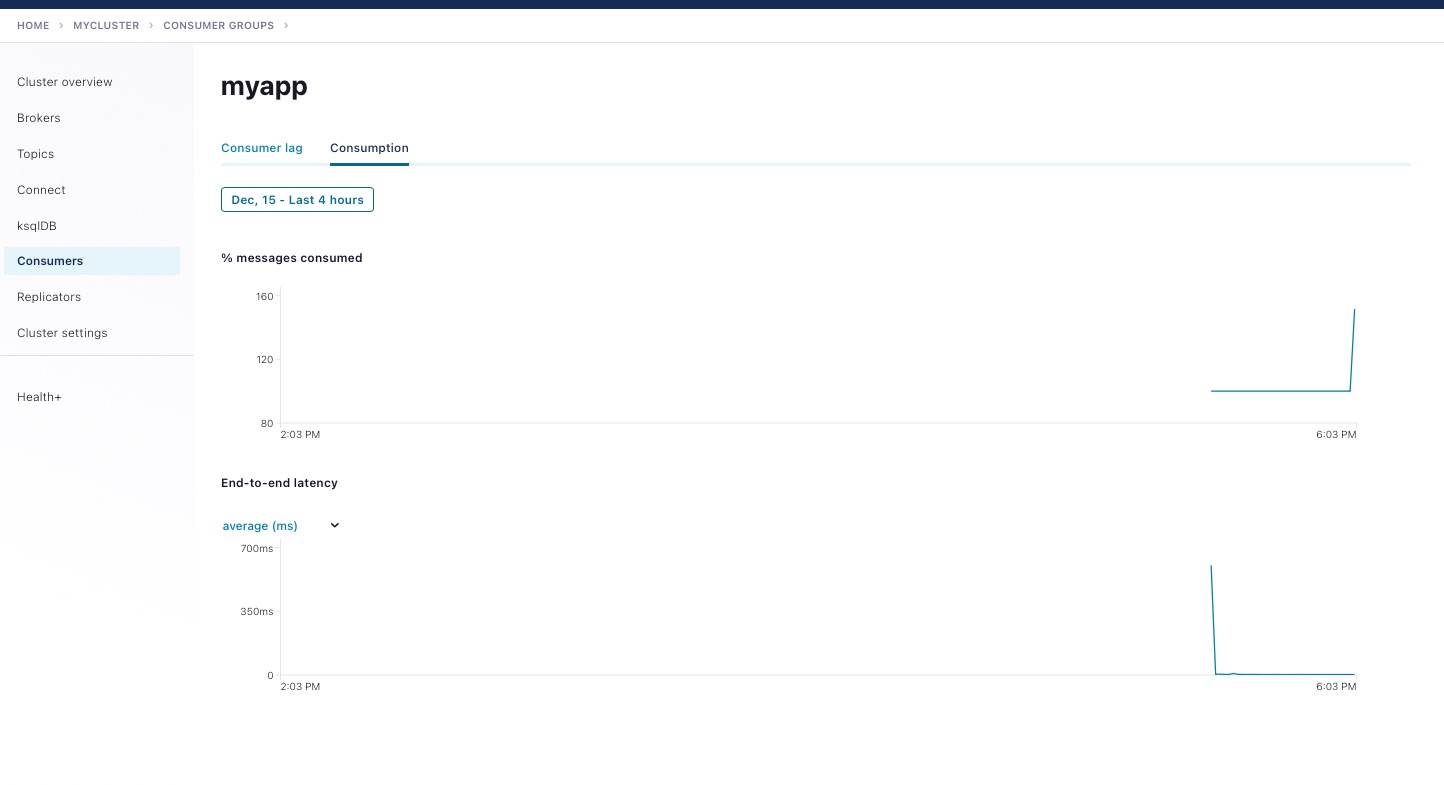 HOME > MYCLUSTER > CONSUMER GROUPS >
Cluster overview
Brokers
Topics
Connect
ksqlDB
Consumers
Replicators
Cluster settings
Health+
myapp
Consumer lag Consumption
Dec, 15 - Last 4 hours
% messages consumed
160
120
80
2:03 PM 6:03 PM
End-to-end latency
average (ms)
700ms
350ms
0
2:03 PM 6:03 PM